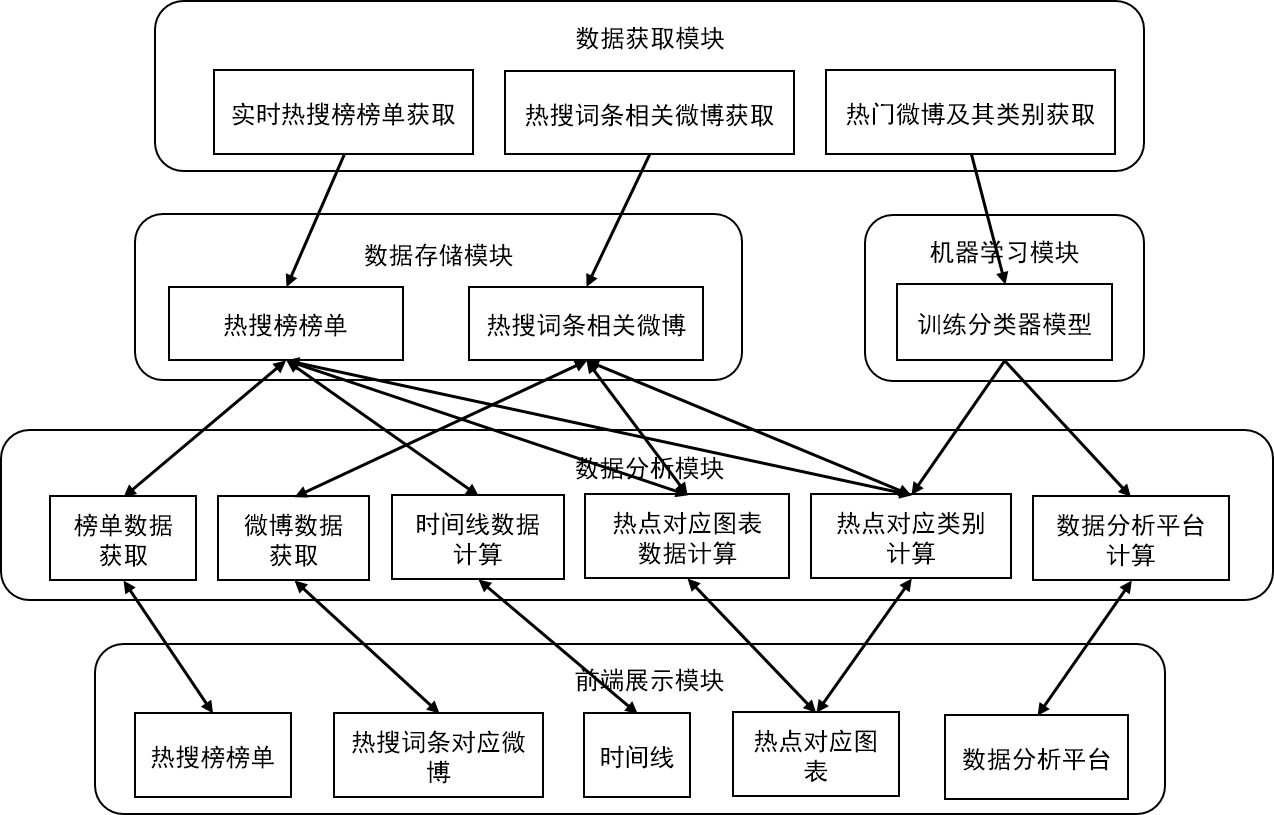 数据获取模块
实时热搜榜榜单获取
热搜词条相关微博获取
热门微博及其类别获取
数据存储模块
机器学习模块
热搜榜榜单
热搜词条相关微博
训练分类器模型
数据分析模块
榜单数据
获取
微博数据
获取
时间线数据
计算
热点对应图表
数据计算
热点对应类别
计算
数据分析平台
计算
前端展示模块
热搜榜榜单
热搜词条对应微
博
时间线
热点对应图
表
数据分析平台